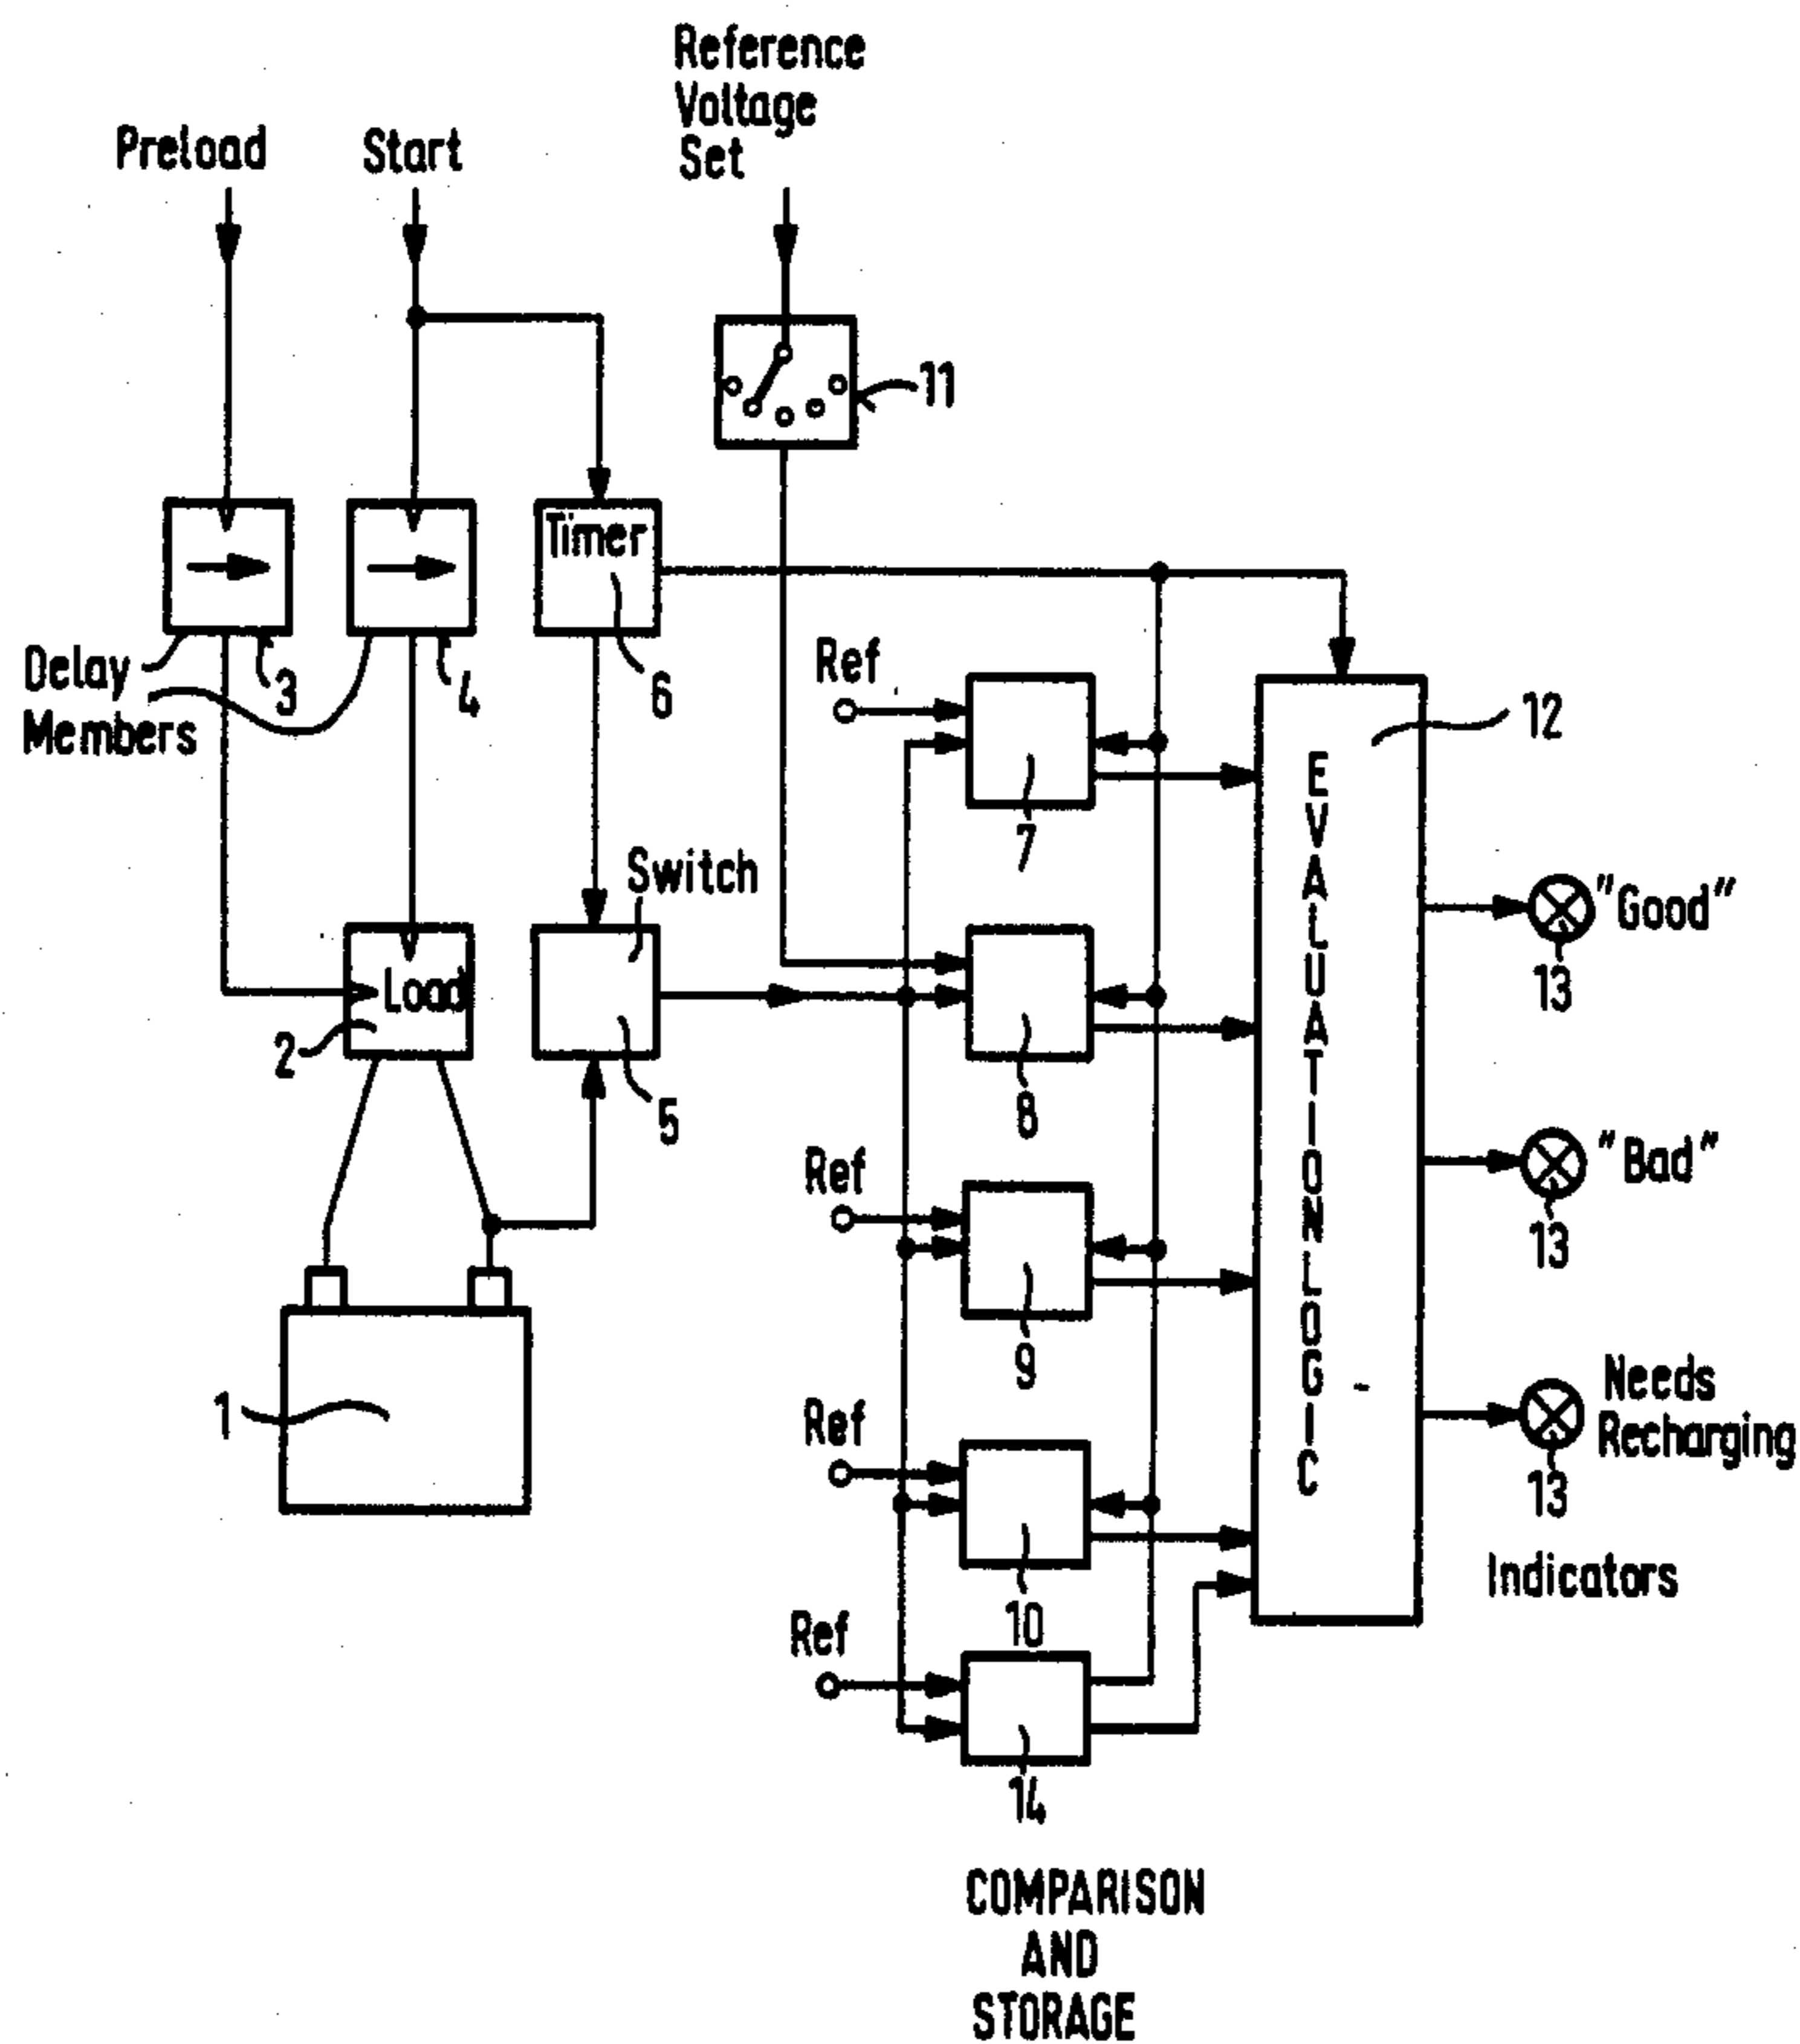 Reference
Voltage
Set
Preload
Start
11
Timer
Delay
Members
3
4
6
Ref
7
12
EVALUATION LOGIC
Switch
"Good"
13
Load
2
5
8
Ref
"Bad"
13
9
1
Ref
Needs
Recharging
13
10
Indicators
Ref
14
COMPARISON
AND
STORAGE